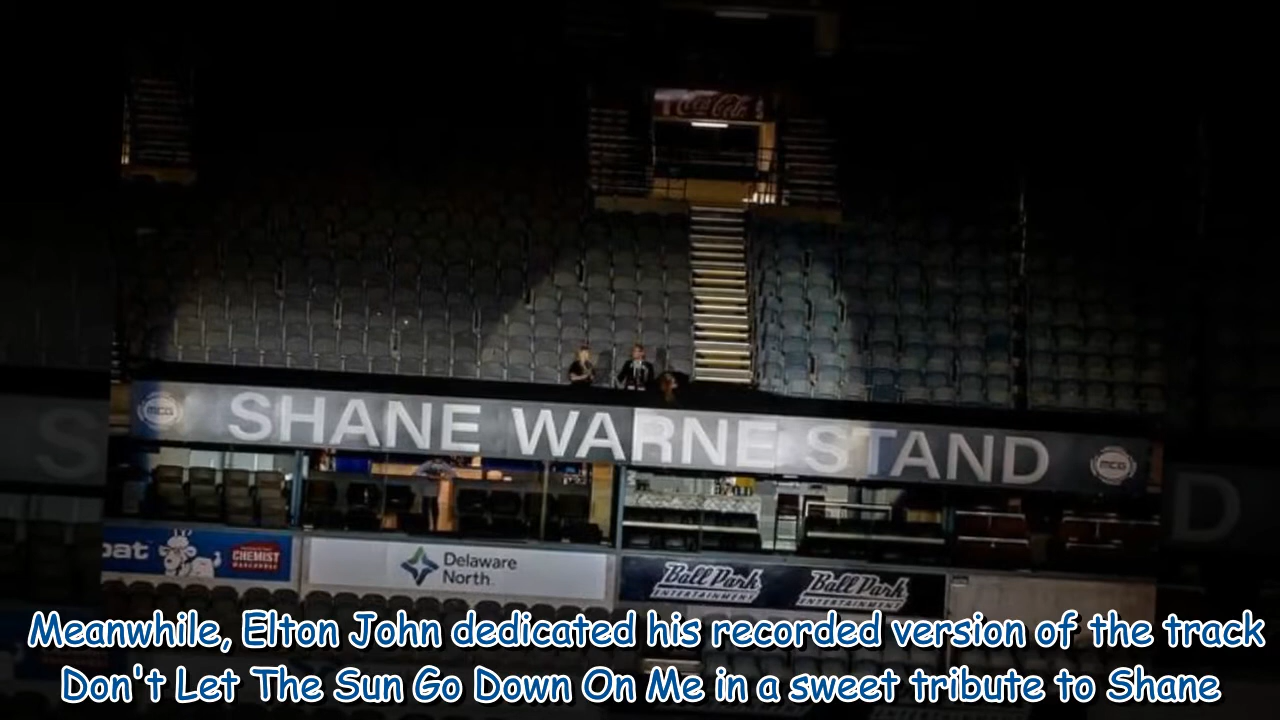 Coca-Cola
SHANE WARNE STAND
MCG
MCG
S
D
oat
CHEMIST
WAREHOUSE
Delaware
North
Ball Park
ENTERTAINMENT
Ball Park
ENTERTAINMENT
Meanwhile, Elton John dedicated his recorded version of the track
Don't Let The Sun Go Down On Me in a sweet tribute to Shane